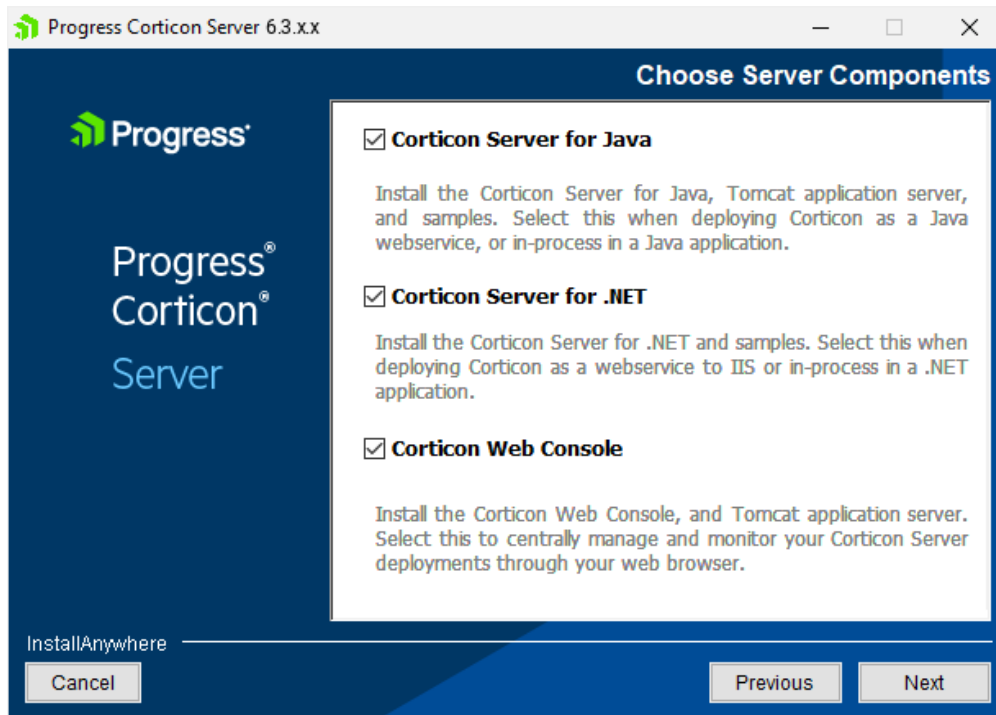 Progress Corticon Server 6.3.x.x
Choose Server Components
Progress
Progress®
Corticon®
Server
Corticon Server for Java
Install the Corticon Server for Java, Tomcat application server,
and samples. Select this when deploying Corticon as a Java
webservice, or in-process in a Java application.
Corticon Server for .NET
Install the Corticon Server for .NET and samples. Select this when
deploying Corticon as a webservice to IIS or in-process in a .NET
application.
Corticon Web Console
Install the Corticon Web Console, and Tomcat application server.
Select this to centrally manage and monitor your Corticon Server
deployments through your web browser.
InstallAnywhere
Cancel
Previous
Next